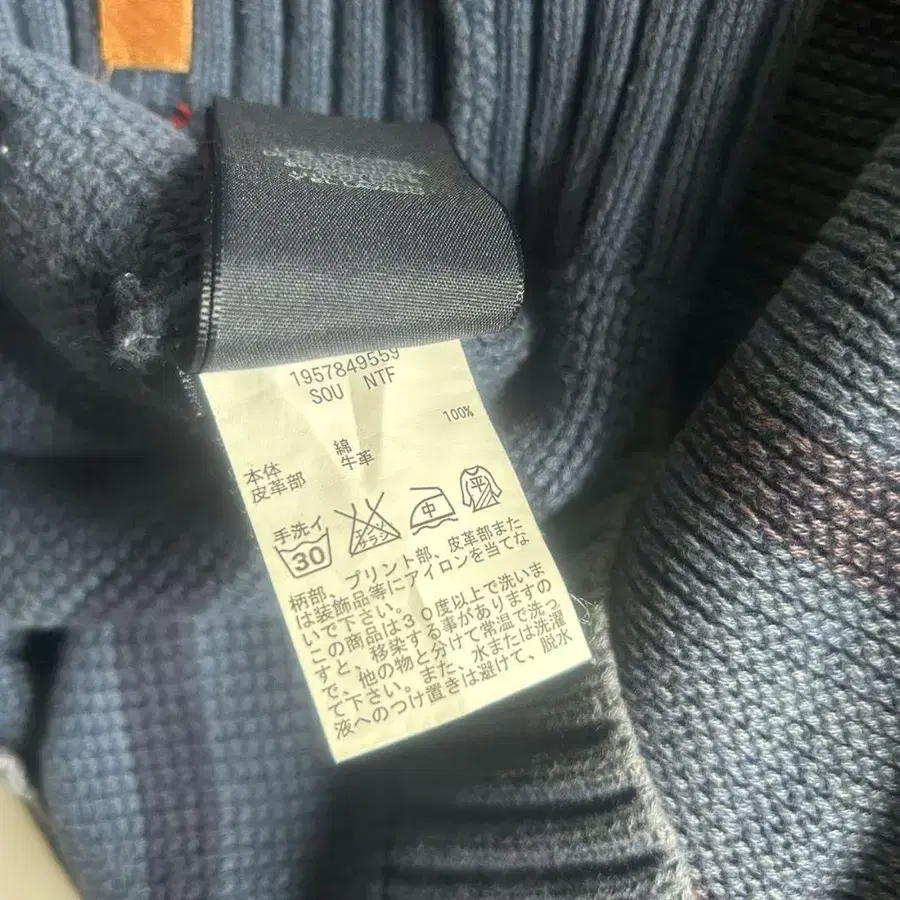 1957849559
SOU NTF
100%
本体 綿
皮革部 牛革
手洗イ
30
中
平
柄部、プリント部、皮革部また
は装飾品等にアイロンを当てな
いで下さい。
この商品は30度以上で洗いま
すと、移染する事がありますの
で、他の物と分けて常温で洗っ
て下さい。また、水または洗濯
液へのつけ置きは避けて、脱水